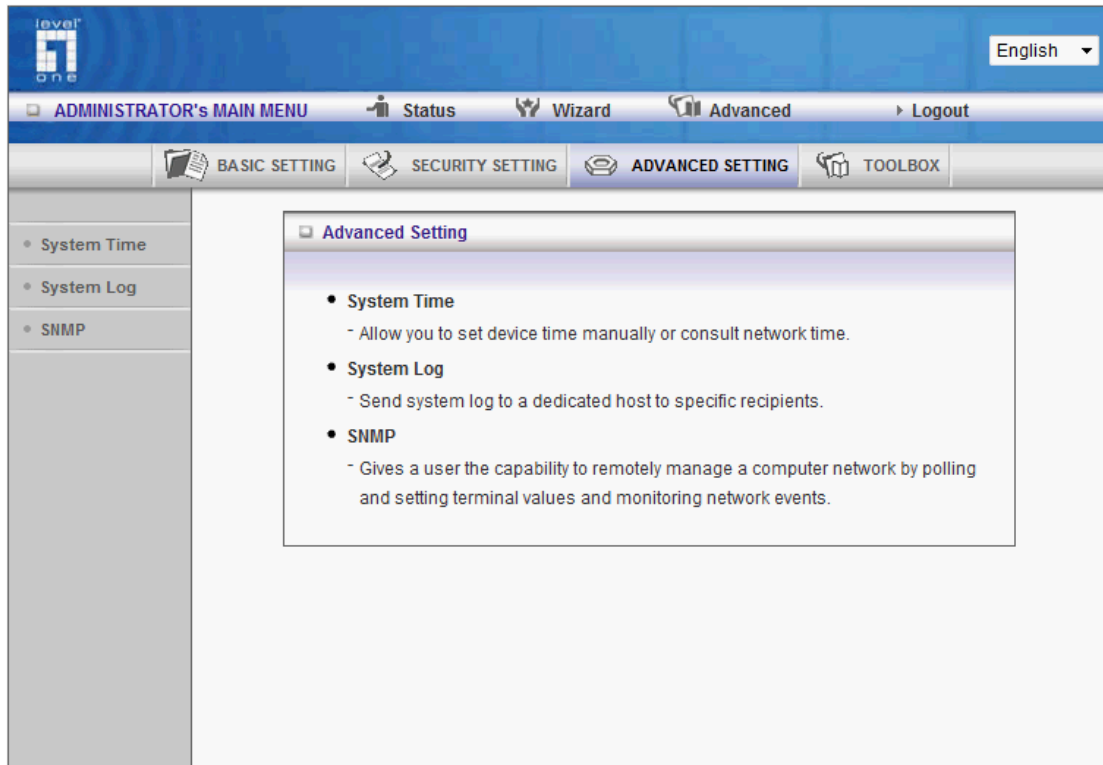 level
one
English
ADMINISTRATOR's MAIN MENU Status Wizard Advanced Logout
BASIC SETTING SECURITY SETTING ADVANCED SETTING TOOLBOX
System Time
System Log
SNMP
Advanced Setting
System Time
- Allow you to set device time manually or consult network time.
System Log
- Send system log to a dedicated host to specific recipients.
SNMP
- Gives a user the capability to remotely manage a computer network by polling
and setting terminal values and monitoring network events.